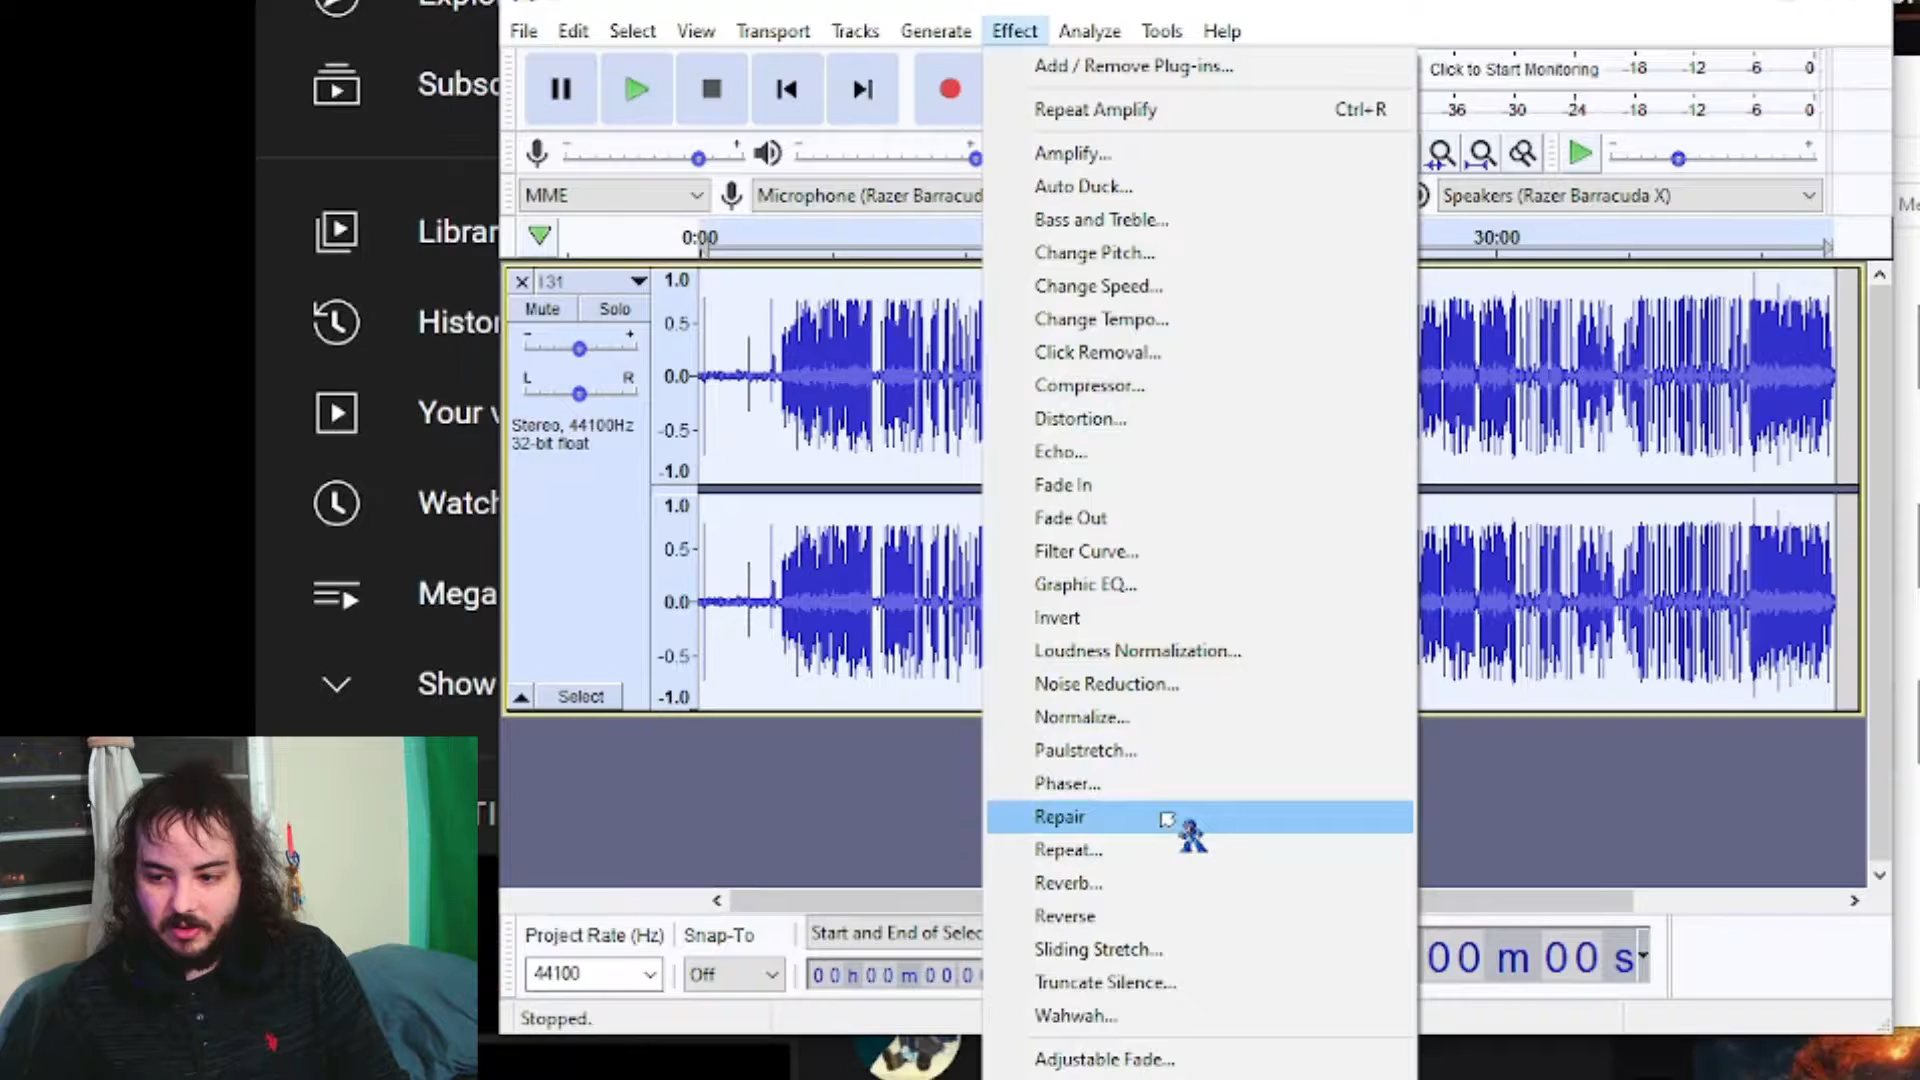 Explo
Subsc
Librar
Histor
Your v
Watch
Mega
Show
File Edit Select View Transport Tracks Generate Effect Analyze Tools Help
Click to Start Monitoring -18 -12 -6 0
-36 -30 -24 -18 -12 -6 0
MME
Microphone (Razer Barracud
Speakers (Razer Barracuda X)
0:00
30:00
131
Mute Solo
- +
L R
Stereo, 44100Hz
32-bit float
Select
1.0
0.5-
0.0-
-0.5-
-1.0
1.0
0.5-
0.0-
-0.5-
-1.0
Add / Remove Plug-ins...
Repeat Amplify Ctrl+R
Amplify...
Auto Duck...
Bass and Treble...
Change Pitch...
Change Speed...
Change Tempo...
Click Removal...
Compressor...
Distortion...
Echo...
Fade In
Fade Out
Filter Curve...
Graphic EQ...
Invert
Loudness Normalization...
Noise Reduction...
Normalize...
Paulstretch...
Phaser...
Repair
Repeat...
Reverb...
Reverse
Sliding Stretch...
Truncate Silence...
Wahwah...
Adjustable Fade...
Project Rate (Hz) Snap-To Start and End of Selec
44100 Off 00h00m00
00 m 00 s
Stopped.